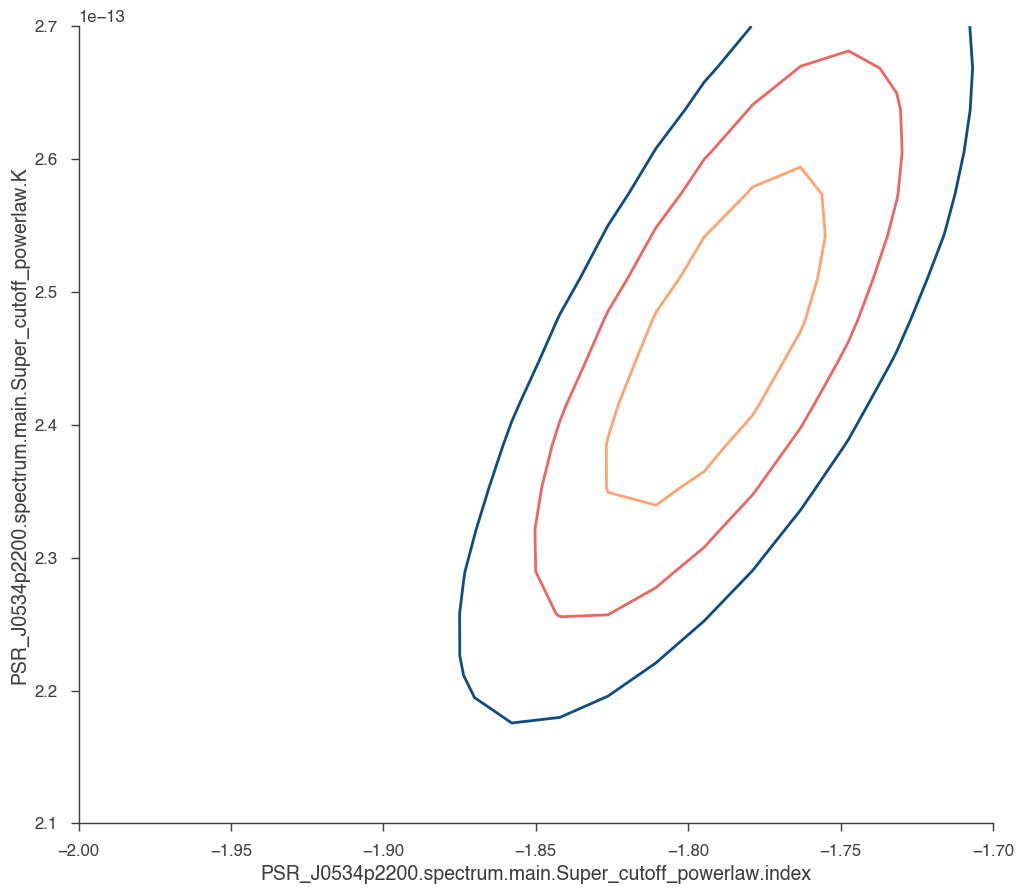 1e−13
2.7
2.6
2.5
2.4
2.3
2.2
2.1
PSR_J0534p2200.spectrum.main.Super_cutoff_powerlaw.K
−2.00 −1.95 −1.90 −1.85 −1.80 −1.75 −1.70
PSR_J0534p2200.spectrum.main.Super_cutoff_powerlaw.index